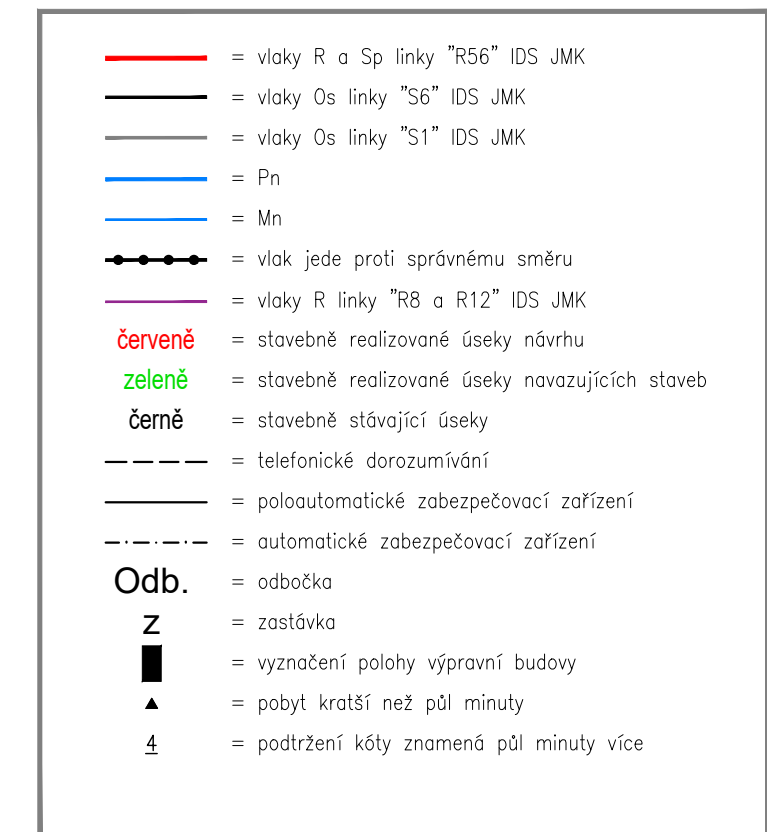 = vlaky R a Sp linky "R56" IDS JMK
= vlaky Os linky "S6" IDS JMK
= vlaky Os linky "S1" IDS JMK
= Pn
= Mn
= vlak jede proti správnému směru
= vlaky R linky "R8 a R12" IDS JMK
červeně = stavebně realizované úseky návrhu
zeleně = stavebně realizované úseky navazujících staveb
černě = stavebně stávající úseky
= telefonické dorozumívání
= poloautomatické zabezpečovací zařízení
= automatické zabezpečovací zařízení
Odb. = odbočka
z = zastávka
= vyznačení polohy výpravní budovy
= pobyt kratší než půl minuty
4 = podtržení kóty znamená půl minuty více